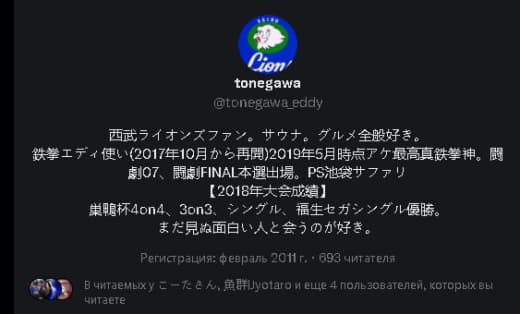 SEIBU
Lions
tonegawa
@tonegawa_eddy
西武ライオンズファン。サウナ。グルメ全般好き。
鉄拳エディ使い(2017年10月から再開)2019年5月時点アケ最高真鉄拳神。闘
劇07、闘劇FINAL本選出場。PS池袋サファリ
【2018年大会成績】
巣鴨杯4on4、3on3、シングル、福生セガシングル優勝。
まだ見ぬ面白い人と会うのが好き。
Регистрация: февраль 2011 г. · 693 читателя
В читаемых у こーたきん, 魚群Jyotaro и еще 4 пользователей, которых вы
читаете